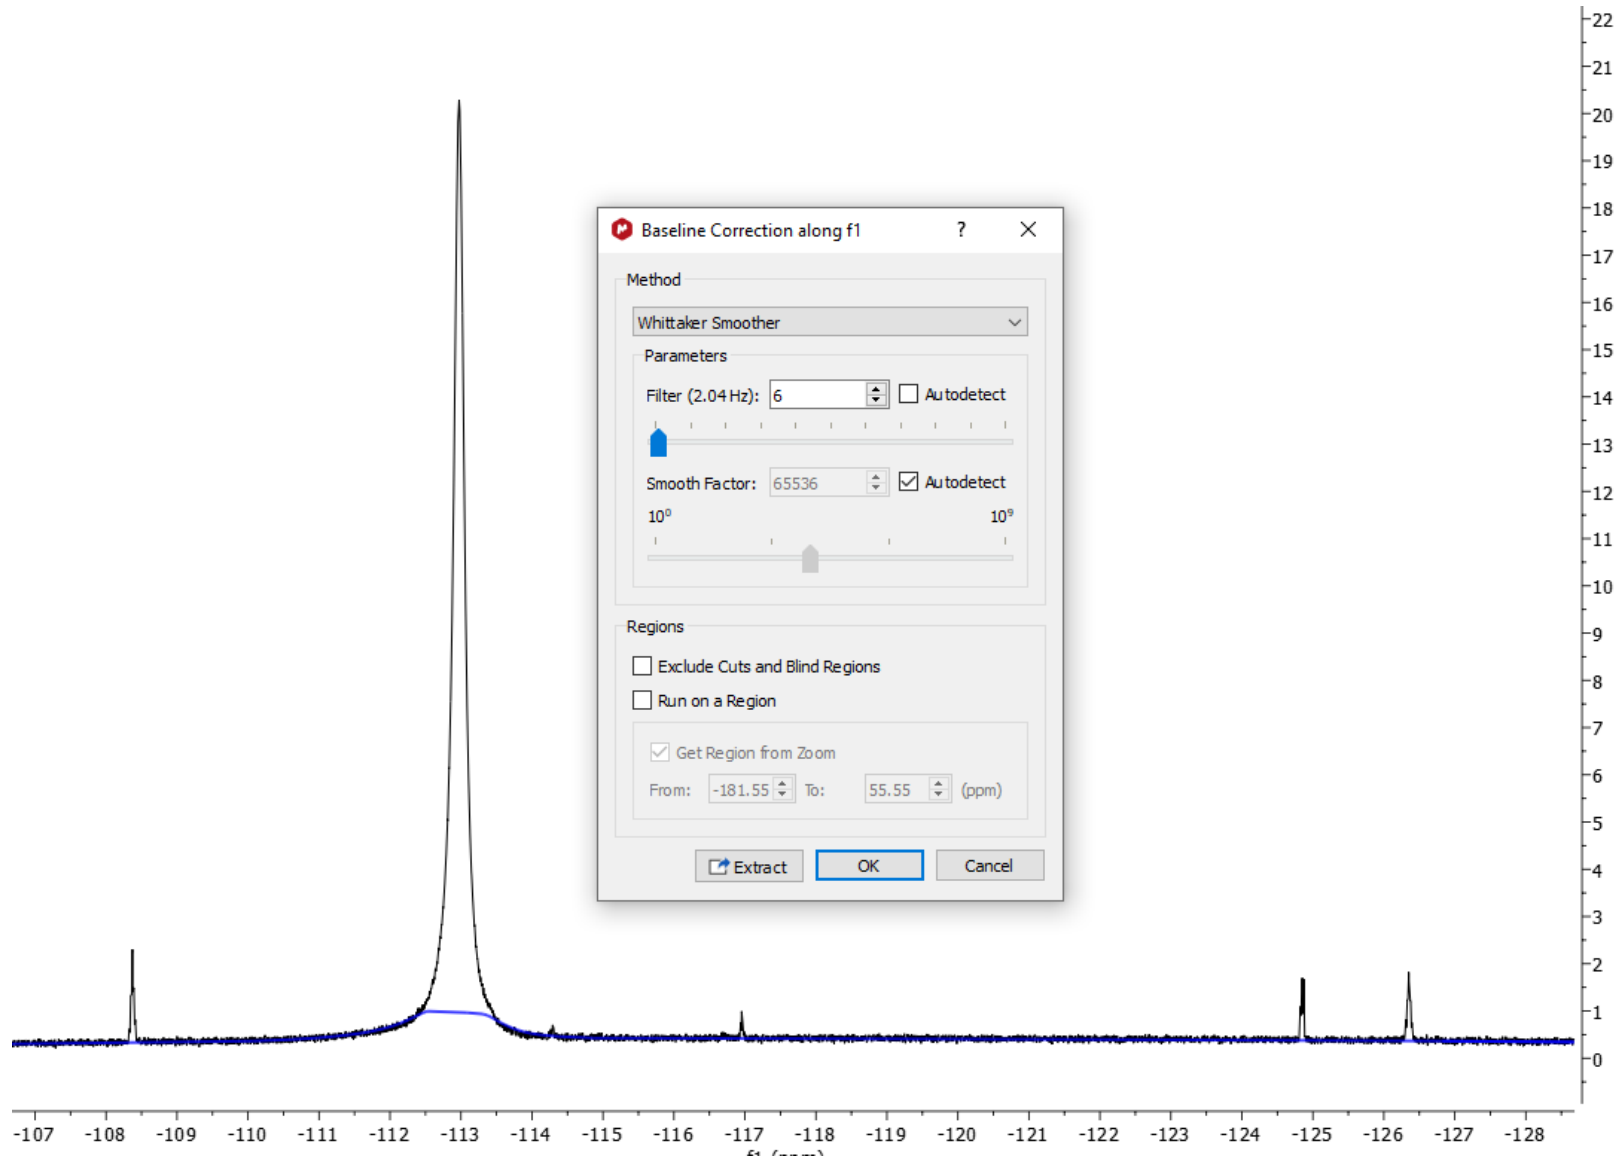 Baseline Correction along f1 ?
Method
Whittaker Smoother
Parameters
Filter (2.04 Hz): 6 Autodetect
Smooth Factor: 65536 Autodetect
10⁰ 10⁹
Regions
Exclude Cuts and Blind Regions
Run on a Region
Get Region from Zoom
From: -181.55 To: 55.55 (ppm)
Extract OK Cancel
22
21
20
19
18
17
16
15
14
13
12
11
10
9
8
7
6
5
4
3
2
1
0
-107 -108 -109 -110 -111 -112 -113 -114 -115 -116 -117 -118 -119 -120 -121 -122 -123 -124 -125 -126 -127 -128
f1 (ppm)